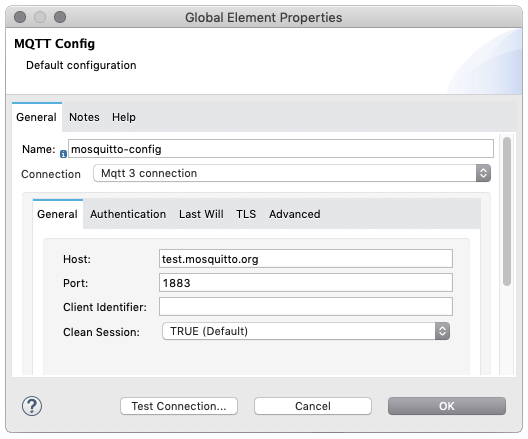 Global Element Properties
MQTT Config
Default configuration
General Notes Help
Name: mosquitto-config
Connection Mqtt 3 connection
General Authentication Last Will TLS Advanced
Host: test.mosquitto.org
Port: 1883
Client Identifier:
Clean Session: TRUE (Default)
? Test Connection... Cancel OK